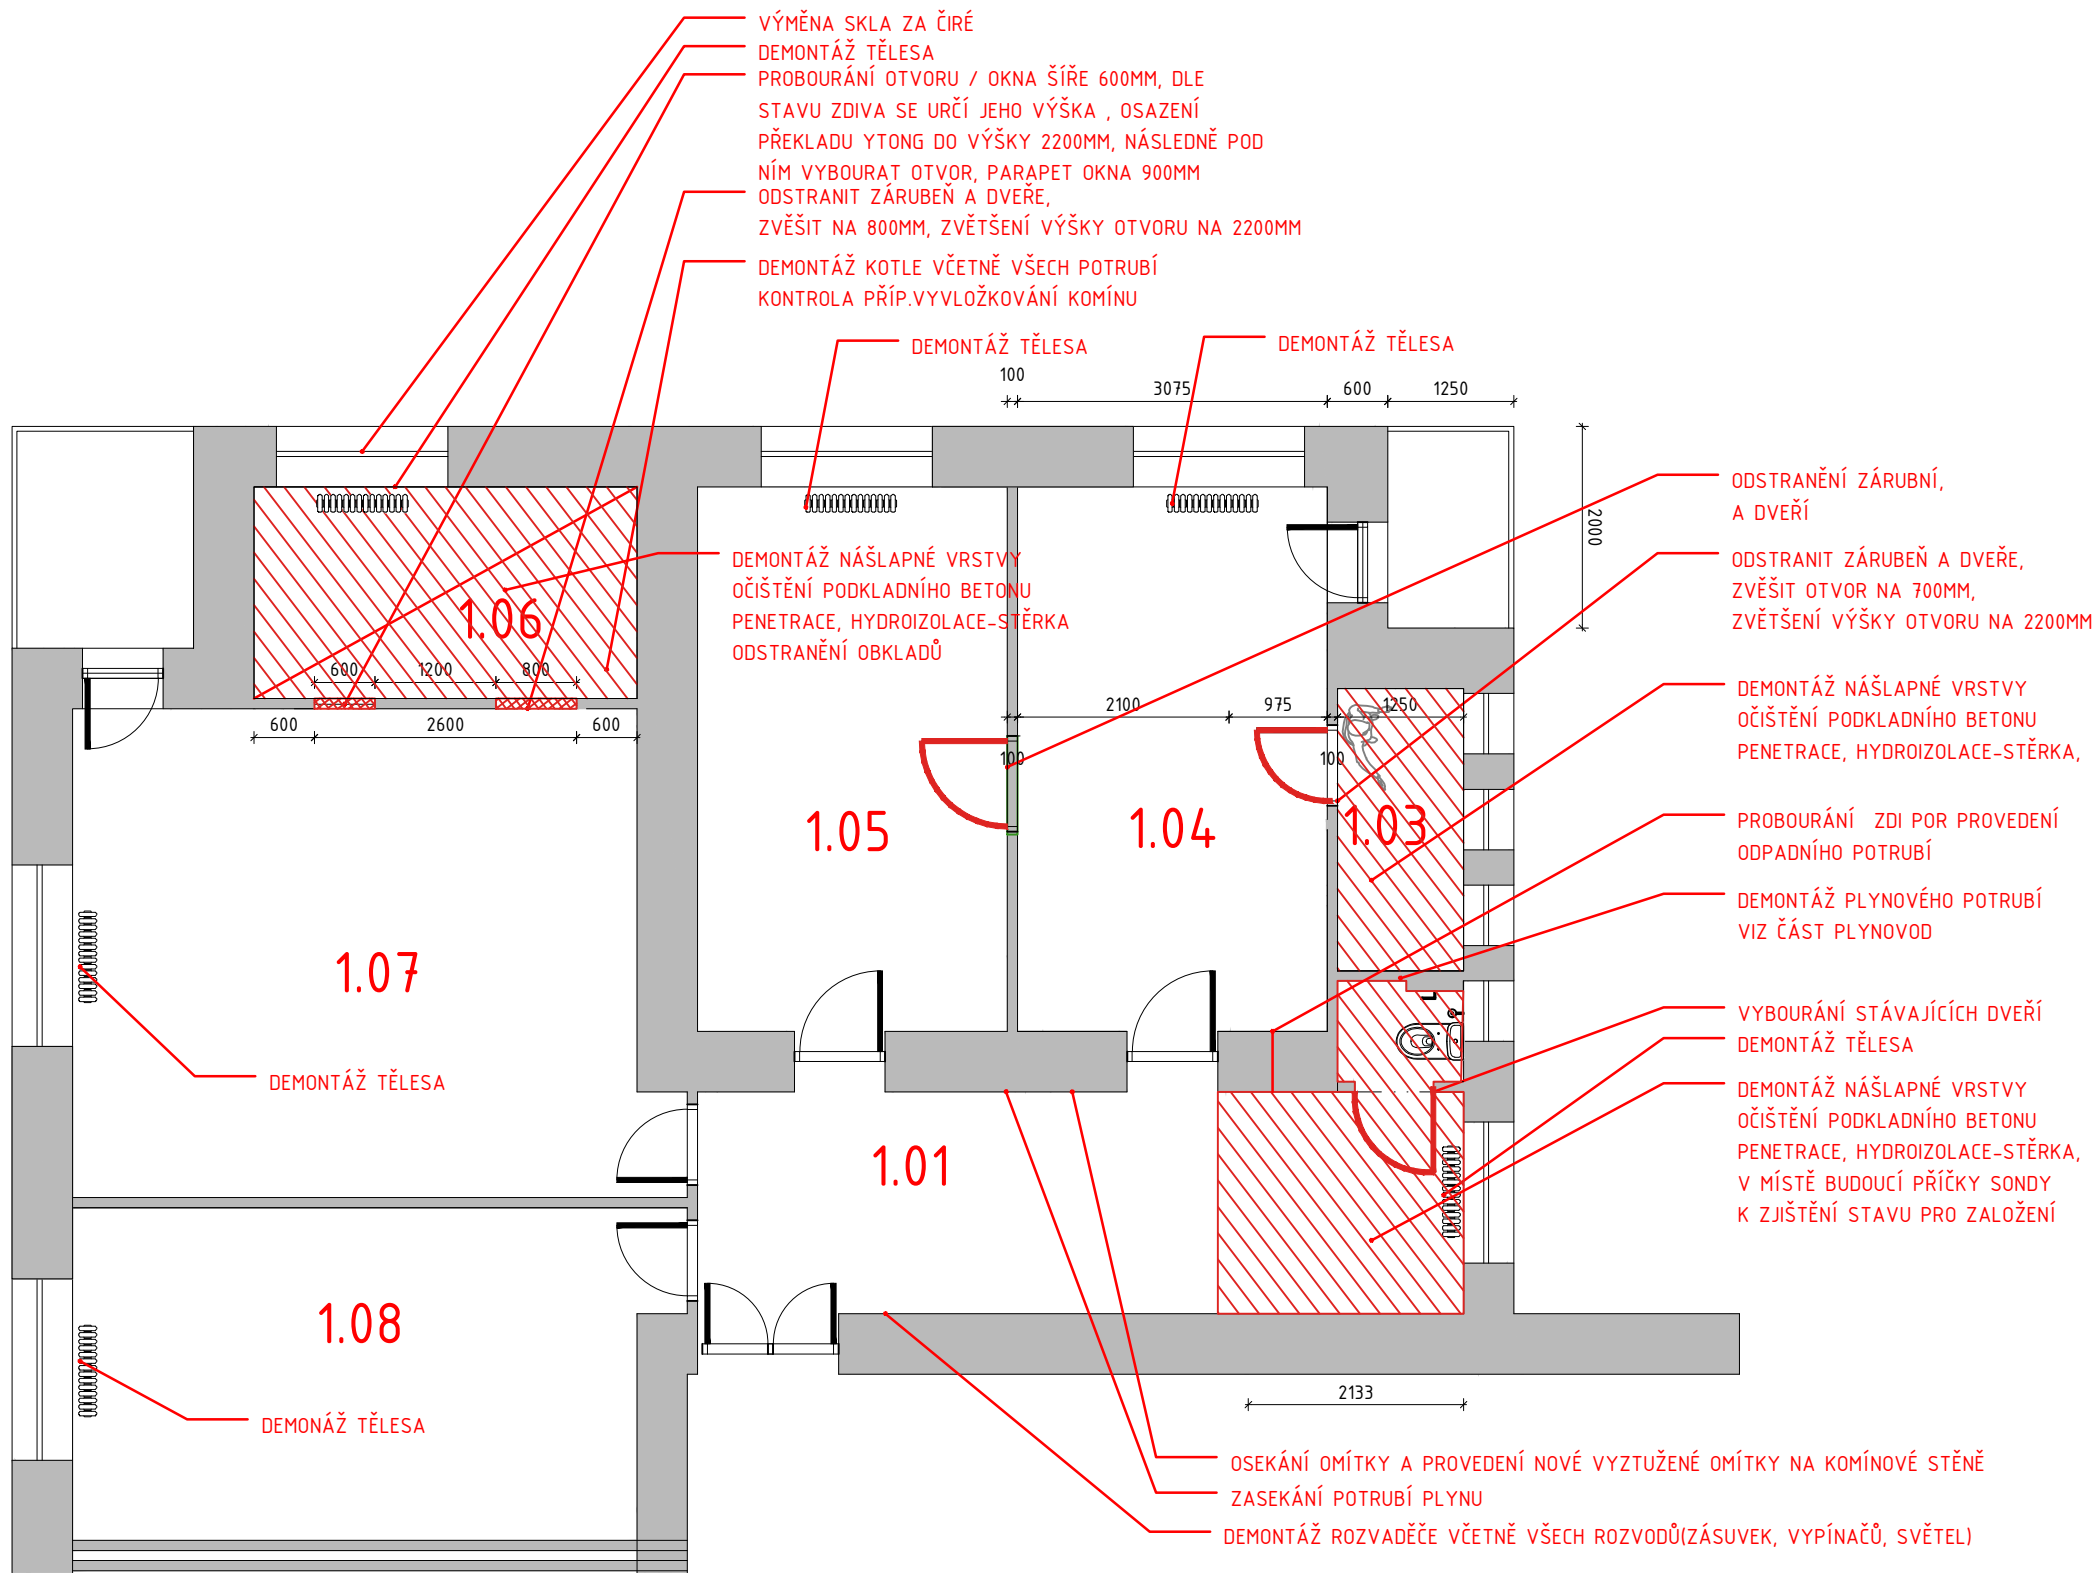 VÝMĚNA SKLA ZA ČIRÉ
DEMONTÁŽ TĚLESA
PROBOURÁNÍ OTVORU / OKNA ŠÍŘE 600MM, DLE
STAVU ZDIVA SE URČÍ JEHO VÝŠKA , OSAZENÍ
PŘEKLADU YTONG DO VÝŠKY 2200MM, NÁSLEDNĚ POD
NÍM VYBOURAT OTVOR, PARAPET OKNA 900MM
ODSTRANIT ZÁRUBEŇ A DVEŘE,
ZVĚŠIT NA 800MM, ZVĚTŠENÍ VÝŠKY OTVORU NA 2200MM
DEMONTÁŽ KOTLE VČETNĚ VŠECH POTRUBÍ
KONTROLA PŘÍP.VYVLOŽKOVÁNÍ KOMÍNU
DEMONTÁŽ TĚLESA
DEMONTÁŽ TĚLESA
100
3075
600
1250
2000
ODSTRANĚNÍ ZÁRUBNÍ,
A DVEŘÍ
ODSTRANIT ZÁRUBEŇ A DVEŘE,
ZVĚŠIT OTVOR NA 700MM,
ZVĚTŠENÍ VÝŠKY OTVORU NA 2200MM
DEMONTÁŽ NÁŠLAPNÉ VRSTVY
OČIŠTĚNÍ PODKLADNÍHO BETONU
PENETRACE, HYDROIZOLACE-STĚRKA
ODSTRANĚNÍ OBKLADŮ
1.06
600
1200
800
600
2600
600
2100
975
1250
100
100
DEMONTÁŽ NÁŠLAPNÉ VRSTVY
OČIŠTĚNÍ PODKLADNÍHO BETONU
PENETRACE, HYDROIZOLACE-STĚRKA,
1.05
1.04
1.03
PROBOURÁNÍ ZDI POR PROVEDENÍ
ODPADNÍHO POTRUBÍ
DEMONTÁŽ PLYNOVÉHO POTRUBÍ
VIZ ČÁST PLYNOVOD
1.07
VYBOURÁNÍ STÁVAJÍCÍCH DVEŘÍ
DEMONTÁŽ TĚLESA
DEMONTÁŽ TĚLESA
DEMONTÁŽ NÁŠLAPNÉ VRSTVY
OČIŠTĚNÍ PODKLADNÍHO BETONU
PENETRACE, HYDROIZOLACE-STĚRKA,
V MÍSTĚ BUDOUCÍ PŘÍČKY SONDY
K ZJIŠTĚNÍ STAVU PRO ZALOŽENÍ
1.01
1.08
2133
DEMONÁŽ TĚLESA
OSEKÁNÍ OMÍTKY A PROVEDENÍ NOVÉ VYZTUŽENÉ OMÍTKY NA KOMÍNOVÉ STĚNĚ
ZASEKÁNÍ POTRUBÍ PLYNU
DEMONTÁŽ ROZVADĚČE VČETNĚ VŠECH ROZVODŮ(ZÁSUVEK, VYPÍNAČŮ, SVĚTEL)